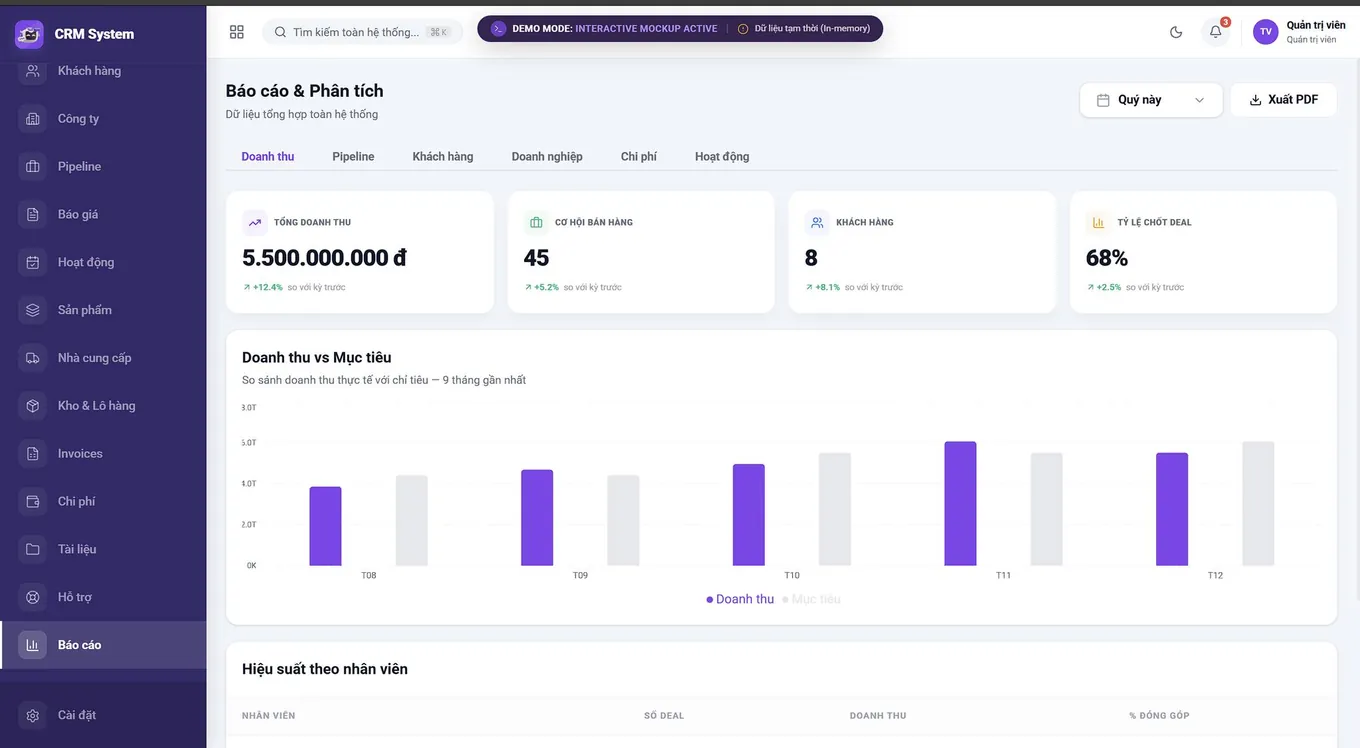 CRM System
Tìm kiếm toàn hệ thống... ⌘K
DEMO MODE: INTERACTIVE MOCKUP ACTIVE
Dữ liệu tạm thời (In-memory)
3
TV
Quản trị viên
Quản trị viên
Khách hàng
Công ty
Pipeline
Báo giá
Hoạt động
Sản phẩm
Nhà cung cấp
Kho & Lô hàng
Invoices
Chi phí
Tài liệu
Hỗ trợ
Báo cáo
Cài đặt
Báo cáo & Phân tích
Dữ liệu tổng hợp toàn hệ thống
Quý này
Xuất PDF
Doanh thu Pipeline Khách hàng Doanh nghiệp Chi phí Hoạt động
TỔNG DOANH THU
5.500.000.000 đ
+12.4% so với kỳ trước
CƠ HỘI BÁN HÀNG
45
+5.2% so với kỳ trước
KHÁCH HÀNG
8
+8.1% so với kỳ trước
TỶ LỆ CHỐT DEAL
68%
+2.5% so với kỳ trước
Doanh thu vs Mục tiêu
So sánh doanh thu thực tế với chỉ tiêu — 9 tháng gần nhất
8.0T
6.0T
4.0T
2.0T
0K
T08 T09 T10 T11 T12
Doanh thu Mục tiêu
Hiệu suất theo nhân viên
NHÂN VIÊN SỐ DEAL DOANH THU % ĐÓNG GÓP